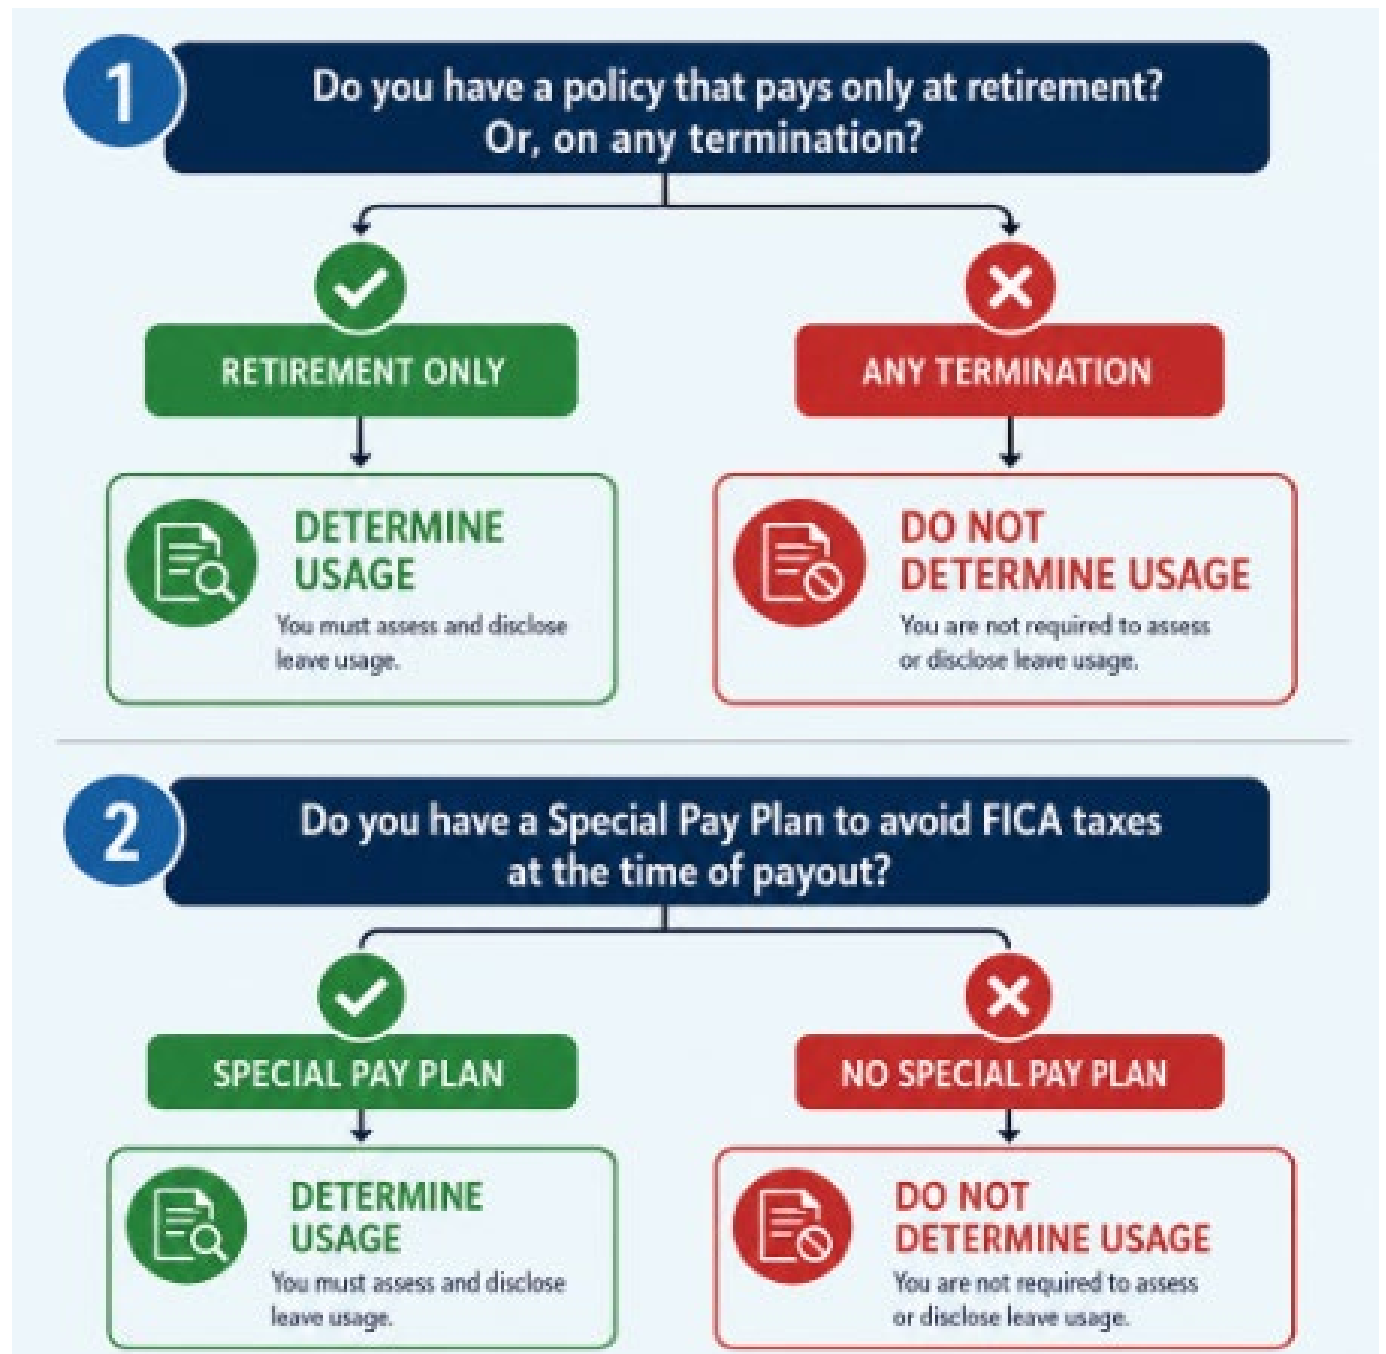 1
Do you have a policy that pays only at retirement?
Or, on any termination?
RETIREMENT ONLY
ANY TERMINATION
DETERMINE
USAGE
You must assess and disclose
leave usage.
DO NOT
DETERMINE USAGE
You are not required to assess
or disclose leave usage.
2
Do you have a Special Pay Plan to avoid FICA taxes
at the time of payout?
SPECIAL PAY PLAN
NO SPECIAL PAY PLAN
DETERMINE
USAGE
You must assess and disclose
leave usage.
DO NOT
DETERMINE USAGE
You are not required to assess
or disclose leave usage.